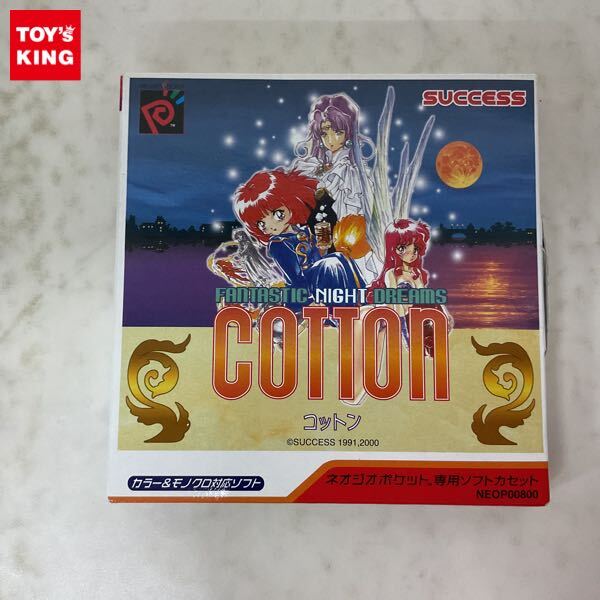 TOY's
KING
SUCCESS
FANTASTIC NIGHT DREAMS
COTTON
コットン
©SUCCESS 1991,2000
カラー&モノクロ対応ソフト
ネオジオポケット®専用ソフトカセット
NEOP00800
TM